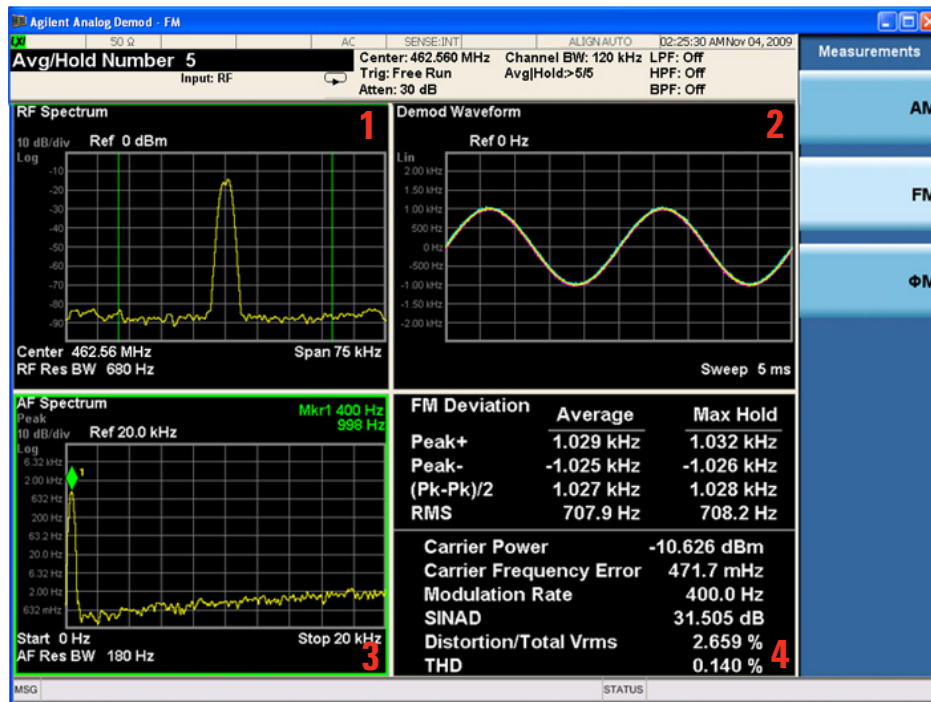 Agilent Analog Demod - FM
LXI 50 Ω AC SENSE:INT ALIGN AUTO 02:25:30 AM Nov 04, 2009
Avg/Hold Number 5
Input: RF
Center: 462.560 MHz Channel BW: 120 kHz LPF: Off
Trig: Free Run Avg|Hold:>5/5 HPF: Off
Atten: 30 dB BPF: Off
Measurements
AM
FM
ΦM
RF Spectrum 1
10 dB/div Ref 0 dBm
Log
-10
-20
-30
-40
-50
-60
-70
-80
-90
Center 462.56 MHz Span 75 kHz
RF Res BW 680 Hz
Demod Waveform 2
Ref 0 Hz
Lin
2.00 kHz
1.50 kHz
1.00 kHz
500 Hz
0 Hz
-500 Hz
-1.00 kHz
-1.50 kHz
-2.00 kHz
Sweep 5 ms
AF Spectrum Mkr1 400 Hz
Peak 998 Hz
10 dB/div Ref 20.0 kHz
Log
6.32 kHz
2.00 kHz
632 Hz
200 Hz
63.2 Hz
20.0 Hz
6.32 Hz
2.00 Hz
632 mHz
1
Start 0 Hz Stop 20 kHz
AF Res BW 180 Hz 3
FM Deviation Average Max Hold
Peak+ 1.029 kHz 1.032 kHz
Peak- -1.025 kHz -1.026 kHz
(Pk-Pk)/2 1.027 kHz 1.028 kHz
RMS 707.9 Hz 708.2 Hz
Carrier Power -10.626 dBm
Carrier Frequency Error 471.7 mHz
Modulation Rate 400.0 Hz
SINAD 31.505 dB
Distortion/Total Vrms 2.659 %
THD 0.140 % 4
MSG STATUS